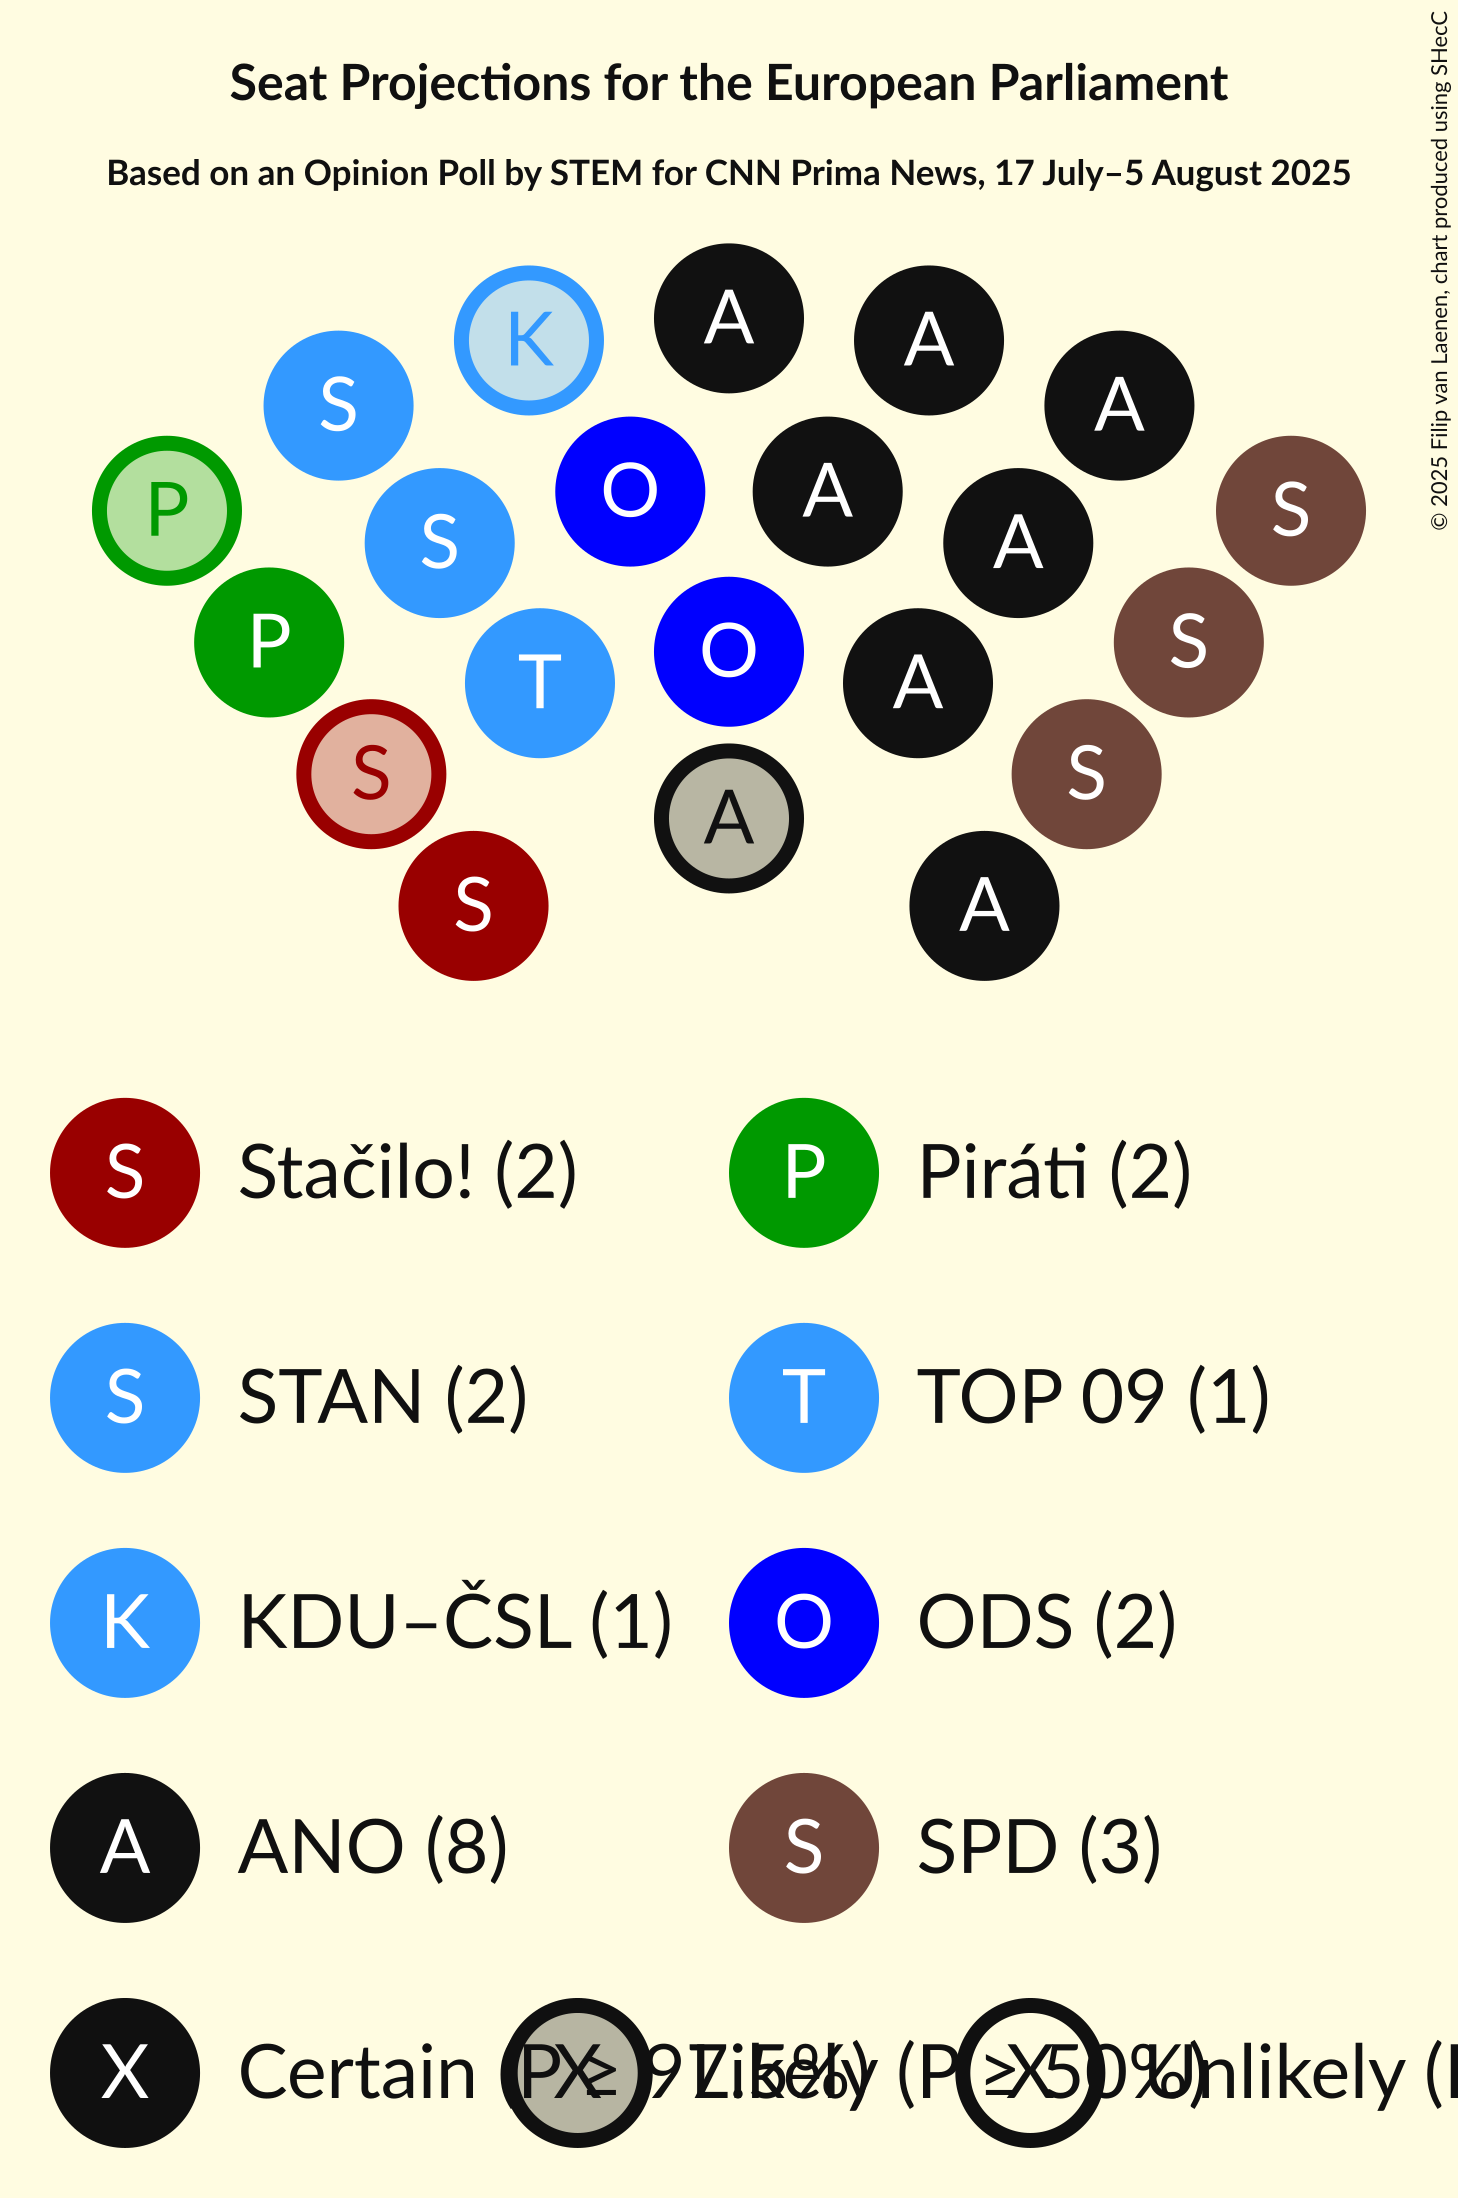 Seat Projections for the European Parliament
Based on an Opinion Poll by STEM for CNN Prima News, 17 July–5 August 2025
© 2025 Filip van Laenen, chart produced using SHecC
A
K A
S A
P S
O A
S A
P S
O
T A
S S
A
S A
S Stačilo! (2) P Piráti (2)
S STAN (2) T TOP 09 (1)
K KDU–ČSL (1) O ODS (2)
A ANO (8) S SPD (3)
X Certain (P ≥ 97.5%) X Likely (P ≥ 50%) X Unlikely (